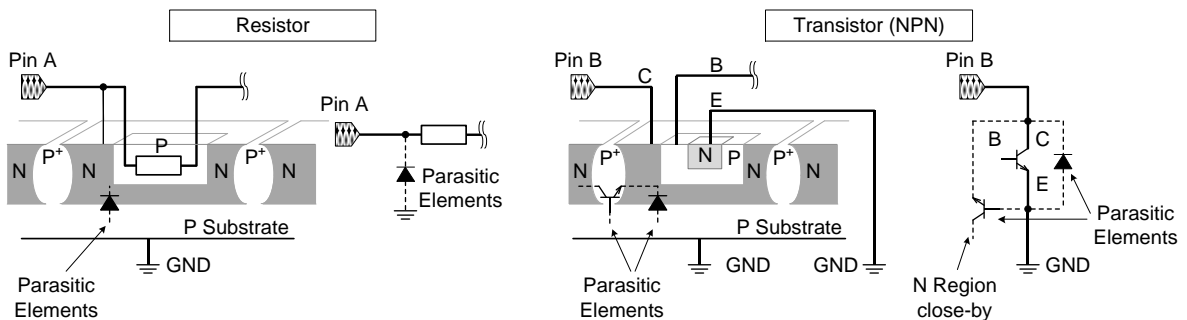 Resistor
Transistor (NPN)
Pin A
Pin A
N
P+
N
P
P+
N
N
Parasitic
Elements
P Substrate
GND
Parasitic
Elements
Pin B
C
B
E
N
P+
N
N
P
P+
N
N
P Substrate
GND
GND
Parasitic
Elements
Pin B
B
C
E
Parasitic
Elements
GND
N Region
close-by